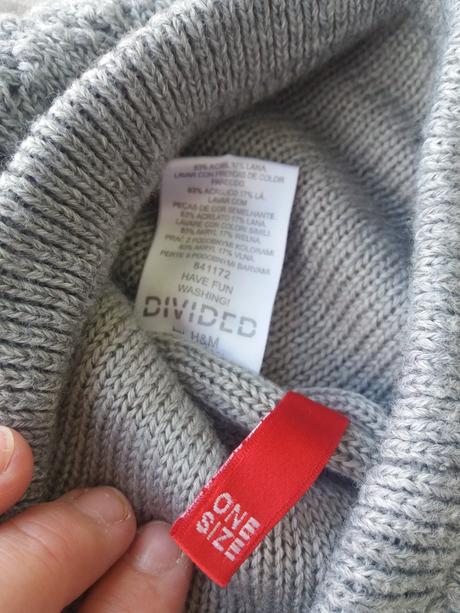 83% ACRIL 17% LANA.
LAVAR CON PRENDAS DE COLOR
PARECIDO.
83% ACRÍLICO 17% LÃ.
LAVAR COM
PEÇAS DE COR SEMELHANTE.
83% ACRILATO 17% LANA.
LAVARE CON COLORI SIMILI.
83% AKRYL 17% WEŁNA.
PRAĆ Z PODOBNYMI KOLORAMI.
83% AKRYL 17% VLNA.
PERTE S PODOBNÝMI BARVAMI
841172
HAVE FUN
WASHING!
DIVIDED
H&M
ONE
SIZE